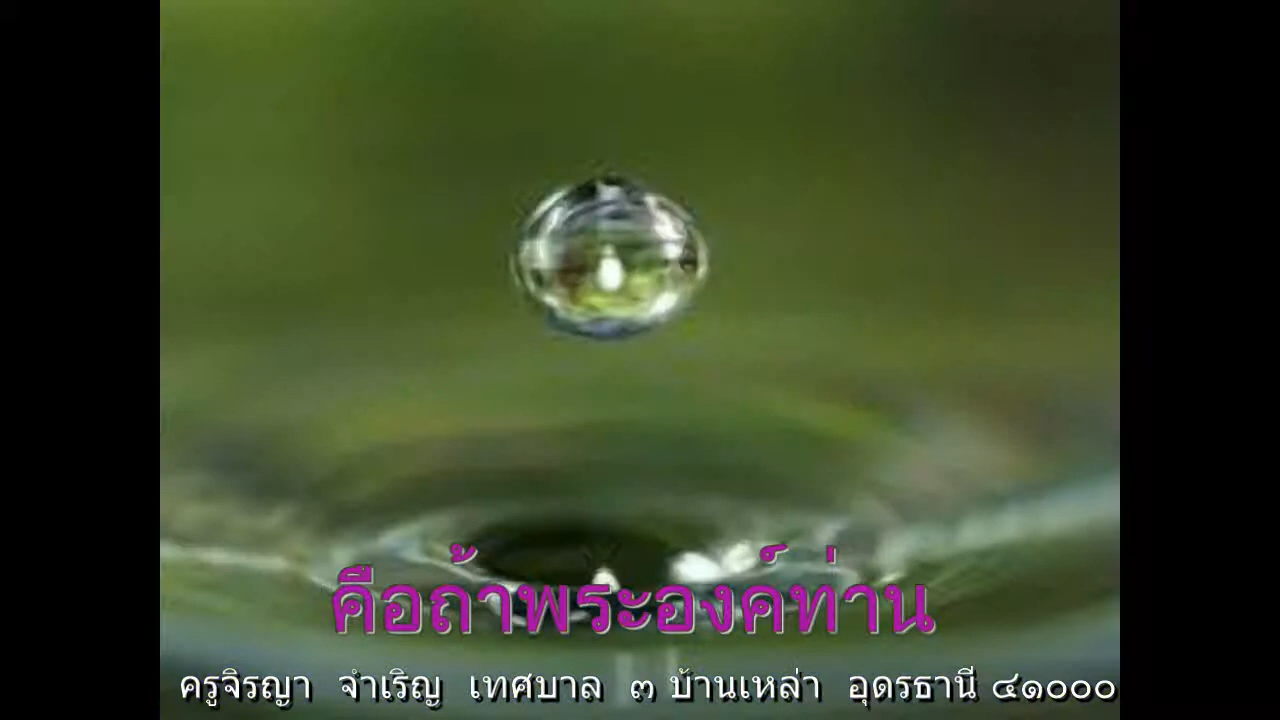 คือถ้าพระองค์ท่าน
ครูจิรญา จำเริญ เทศบาล ๓ บ้านเหล่า อุดรธานี ๔๑๐๐๐